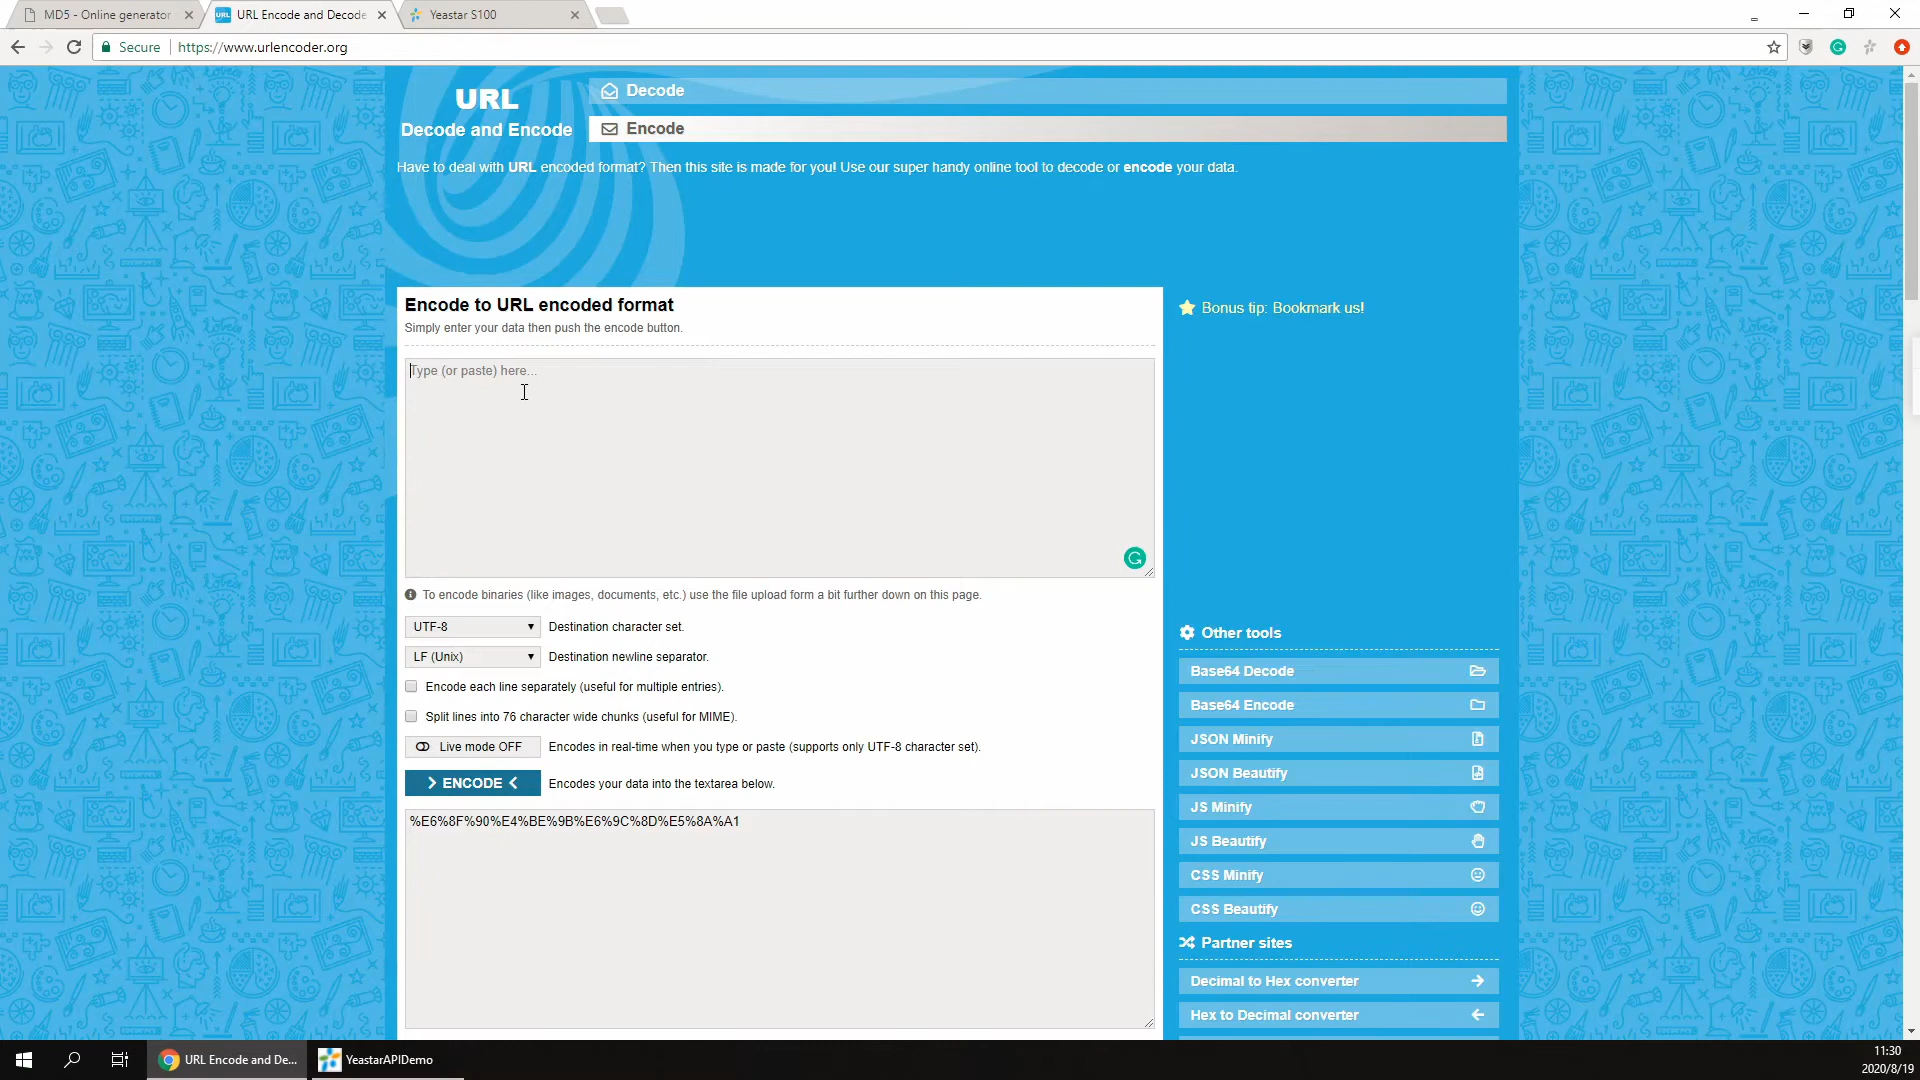 MD5 - Online generator
URL Encode and Decode
Yeastar S100
Secure
https://www.urlencoder.org
URL
Decode and Encode
Decode
Encode
Have to deal with URL encoded format? Then this site is made for you! Use our super handy online tool to decode or encode your data.
Encode to URL encoded format
Simply enter your data then push the encode button.
Type (or paste) here...
To encode binaries (like images, documents, etc.) use the file upload form a bit further down on this page.
UTF-8
Destination character set.
LF (Unix)
Destination newline separator.
Encode each line separately (useful for multiple entries).
Split lines into 76 character wide chunks (useful for MIME).
Live mode OFF
Encodes in real-time when you type or paste (supports only UTF-8 character set).
ENCODE
Encodes your data into the textarea below.
%E6%8F%90%E4%BE%9B%E6%9C%8D%E5%8A%A1
Bonus tip: Bookmark us!
Other tools
Base64 Decode
Base64 Encode
JSON Minify
JSON Beautify
JS Minify
JS Beautify
CSS Minify
CSS Beautify
Partner sites
Decimal to Hex converter
Hex to Decimal converter
URL Encode and De...
YeastarAPIDemo
11:30
2020/8/19